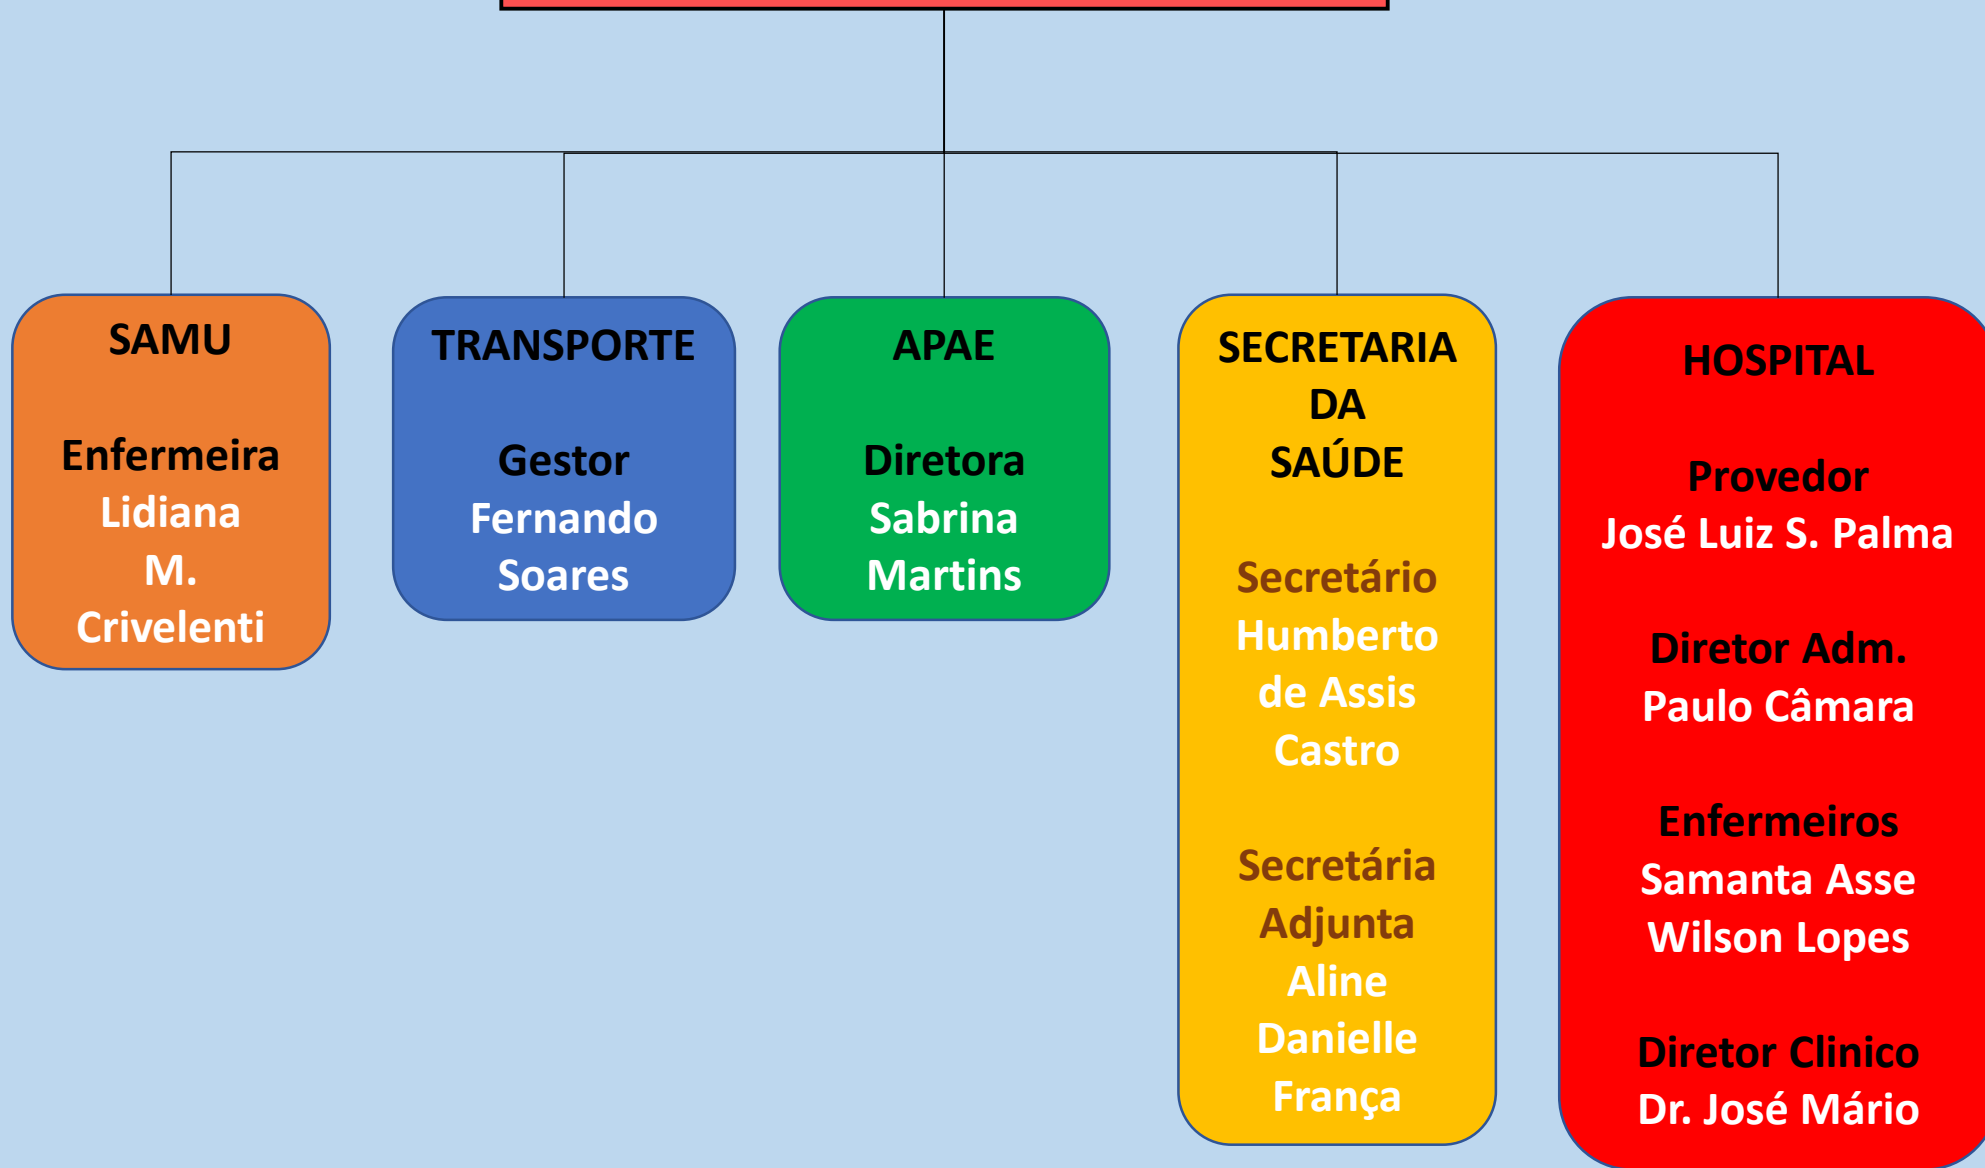 SAMU
Enfermeira
Lidiana
M.
Crivelenti
TRANSPORTE
Gestor
Fernando
Soares
APAE
Diretora
Sabrina
Martins
SECRETARIA
DA
SAÚDE
Secretário
Humberto
de Assis
Castro
Secretária
Adjunta
Aline
Danielle
França
HOSPITAL
Provedor
José Luiz S. Palma
Diretor Adm.
Paulo Câmara
Enfermeiros
Samanta Asse
Wilson Lopes
Diretor Clinico
Dr. José Mário